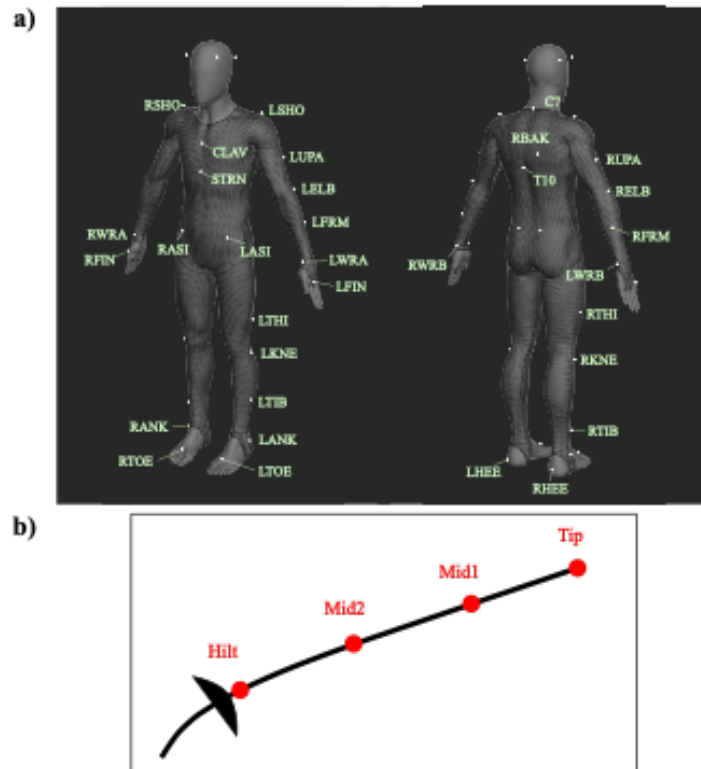 a)
RSHO
LSHO
CLAV
LUPA
STRN
LELB
LFRM
RWRA
RASI
LASI
RFIN
LWRA
LFIN
LTHI
LKNE
LTIB
RANK
LANK
RTOE
LTOE
C7
RBAK
RUPA
T10
RELB
RFRM
RWRB
LWRB
RTHI
RKNE
RTIB
LHEE
RHEE
b)
Tip
Mid1
Mid2
Hilt